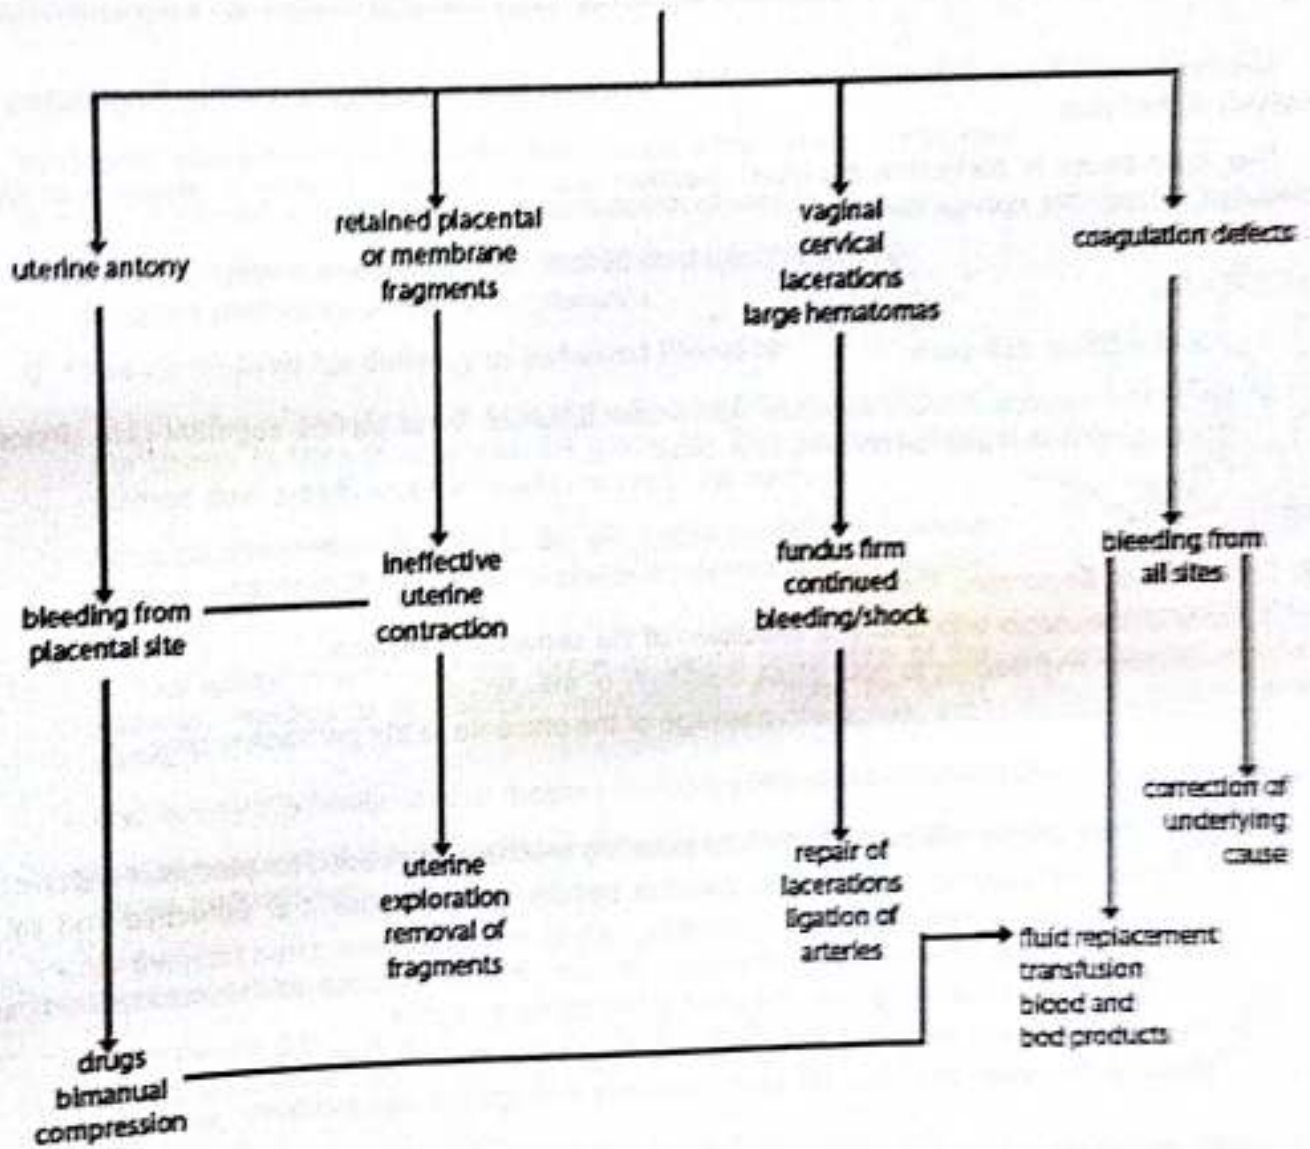 uterine antony
retained placental
or membrane
fragments
vaginal
cervical
lacerations
large hematomas
coagulation defects
bleeding from
placental site
ineffective
uterine
contraction
fundus firm
continued
bleeding/shock
bleeding from
all sites
correction of
underlying
cause
uterine
exploration
removal of
fragments
repair of
lacerations
ligation of
arteries
fluid replacement
transfusion
blood and
bod products
drugs
bimanual
compression